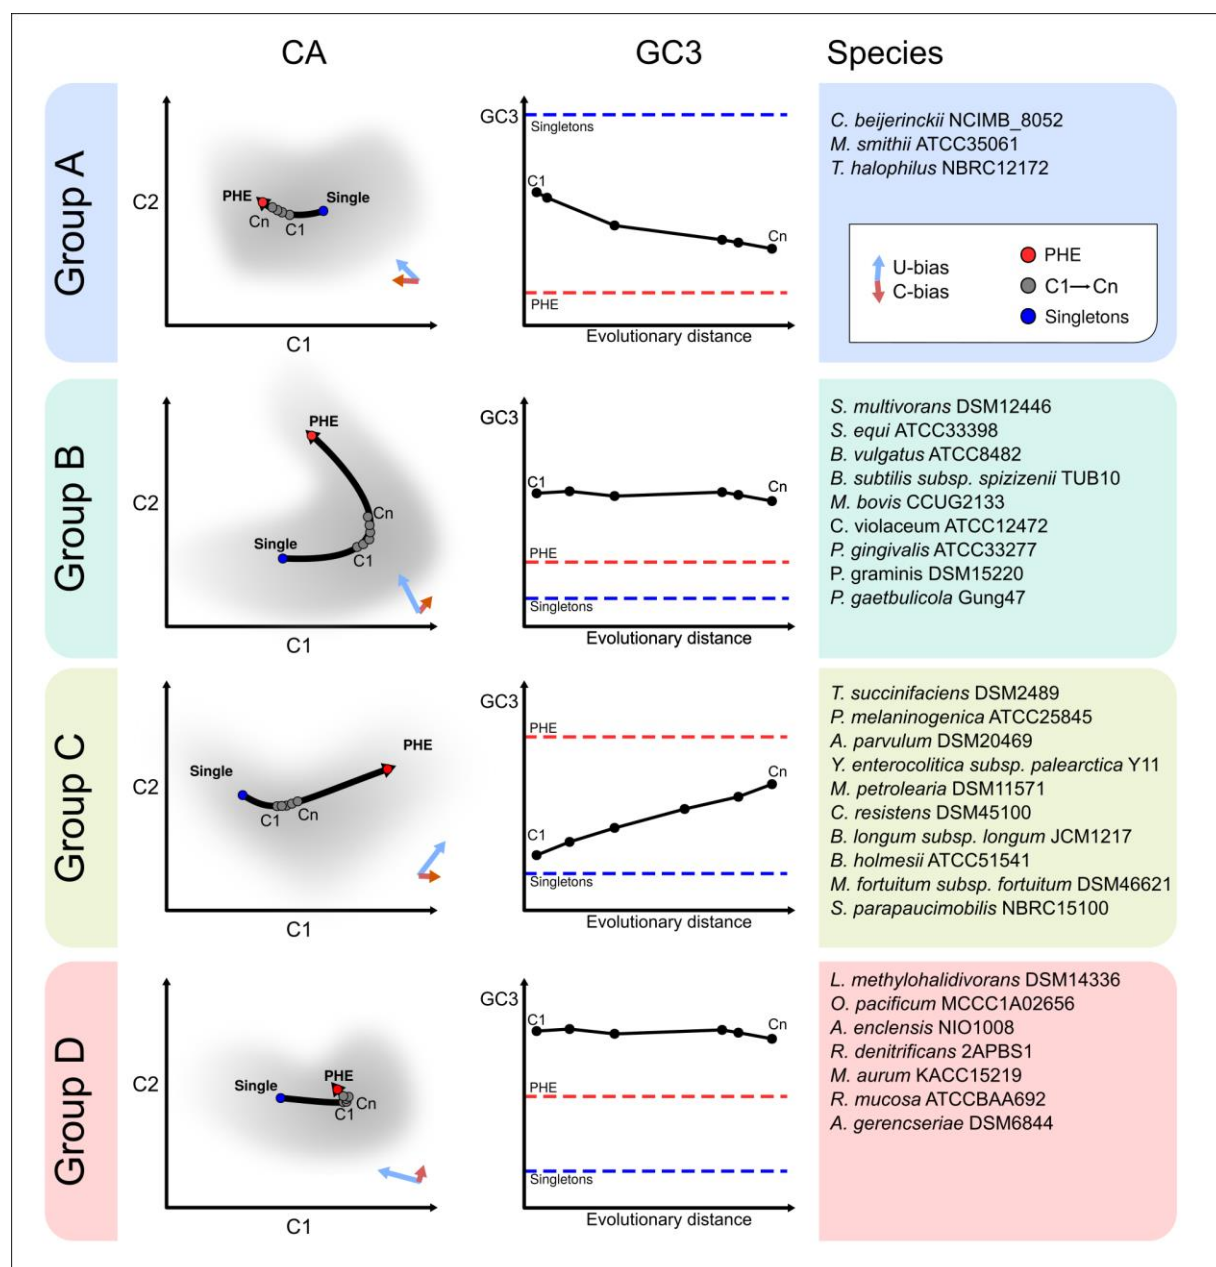 CA
GC3
Species
Group A
C2
PHE
Single
Cn
C1
C1
GC3
Singletons
C1
Cn
PHE
Evolutionary distance
C. beijerinckii NCIMB_8052
M. smithii ATCC35061
T. halophilus NBRC12172
U-bias
C-bias
PHE
C1→Cn
Singletons
Group B
C2
PHE
Cn
Single
C1
C1
GC3
C1
Cn
PHE
Singletons
Evolutionary distance
S. multivorans DSM12446
S. equi ATCC33398
B. vulgatus ATCC8482
B. subtilis subsp. spizizenii TUB10
M. bovis CCUG2133
C. violaceum ATCC12472
P. gingivalis ATCC33277
P. graminis DSM15220
P. gaetbulicola Gung47
Group C
C2
PHE
Single
C1
Cn
C1
GC3
PHE
Cn
C1
Singletons
Evolutionary distance
T. succinifaciens DSM2489
P. melaninogenica ATCC25845
A. parvulum DSM20469
Y. enterocolitica subsp. palearctica Y11
M. petrolearia DSM11571
C. resistens DSM45100
B. longum subsp. longum JCM1217
B. holmesii ATCC51541
M. fortuitum subsp. fortuitum DSM46621
S. parapaucimobilis NBRC15100
Group D
C2
PHE
Single
Cn
C1
C1
GC3
C1
Cn
PHE
Singletons
Evolutionary distance
L. methylohalidivorans DSM14336
O. pacificum MCCC1A02656
A. enclensis NIO1008
R. denitrificans 2APBS1
M. aurum KACC15219
R. mucosa ATCCBAA692
A. gerencseriae DSM6844